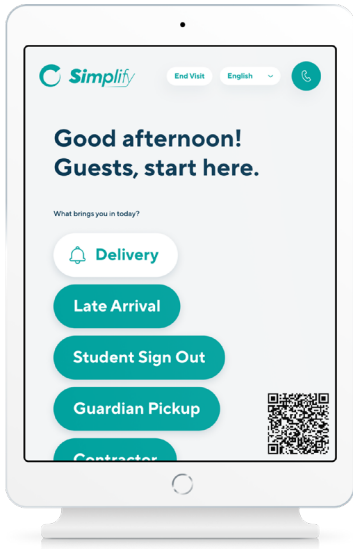 Simplify
End Visit
English
Good afternoon!
Guests, start here.
What brings you in today?
Delivery
Late Arrival
Student Sign Out
Guardian Pickup
Contractor